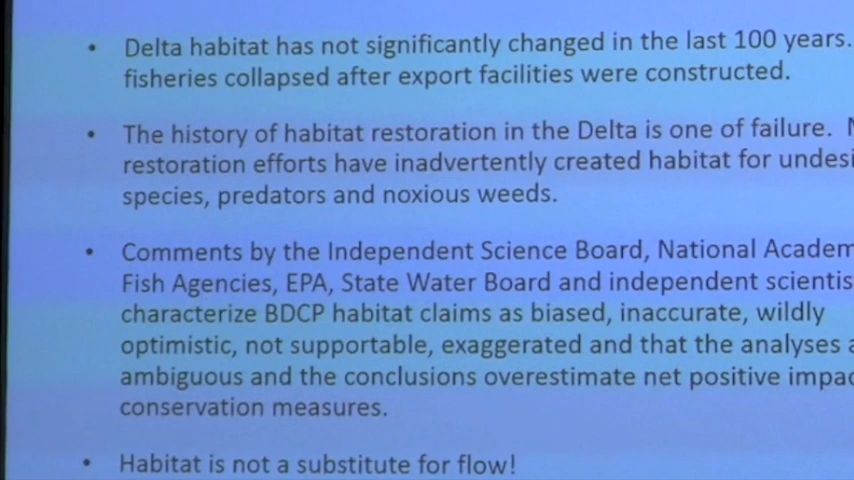 • Delta habitat has not significantly changed in the last 100 years.
fisheries collapsed after export facilities were constructed.
• The history of habitat restoration in the Delta is one of failure.
restoration efforts have inadvertently created habitat for undesi
species, predators and noxious weeds.
• Comments by the Independent Science Board, National Academ
Fish Agencies, EPA, State Water Board and independent scientis
characterize BDCP habitat claims as biased, inaccurate, wildly
optimistic, not supportable, exaggerated and that the analyses a
ambiguous and the conclusions overestimate net positive impac
conservation measures.
• Habitat is not a substitute for flow!